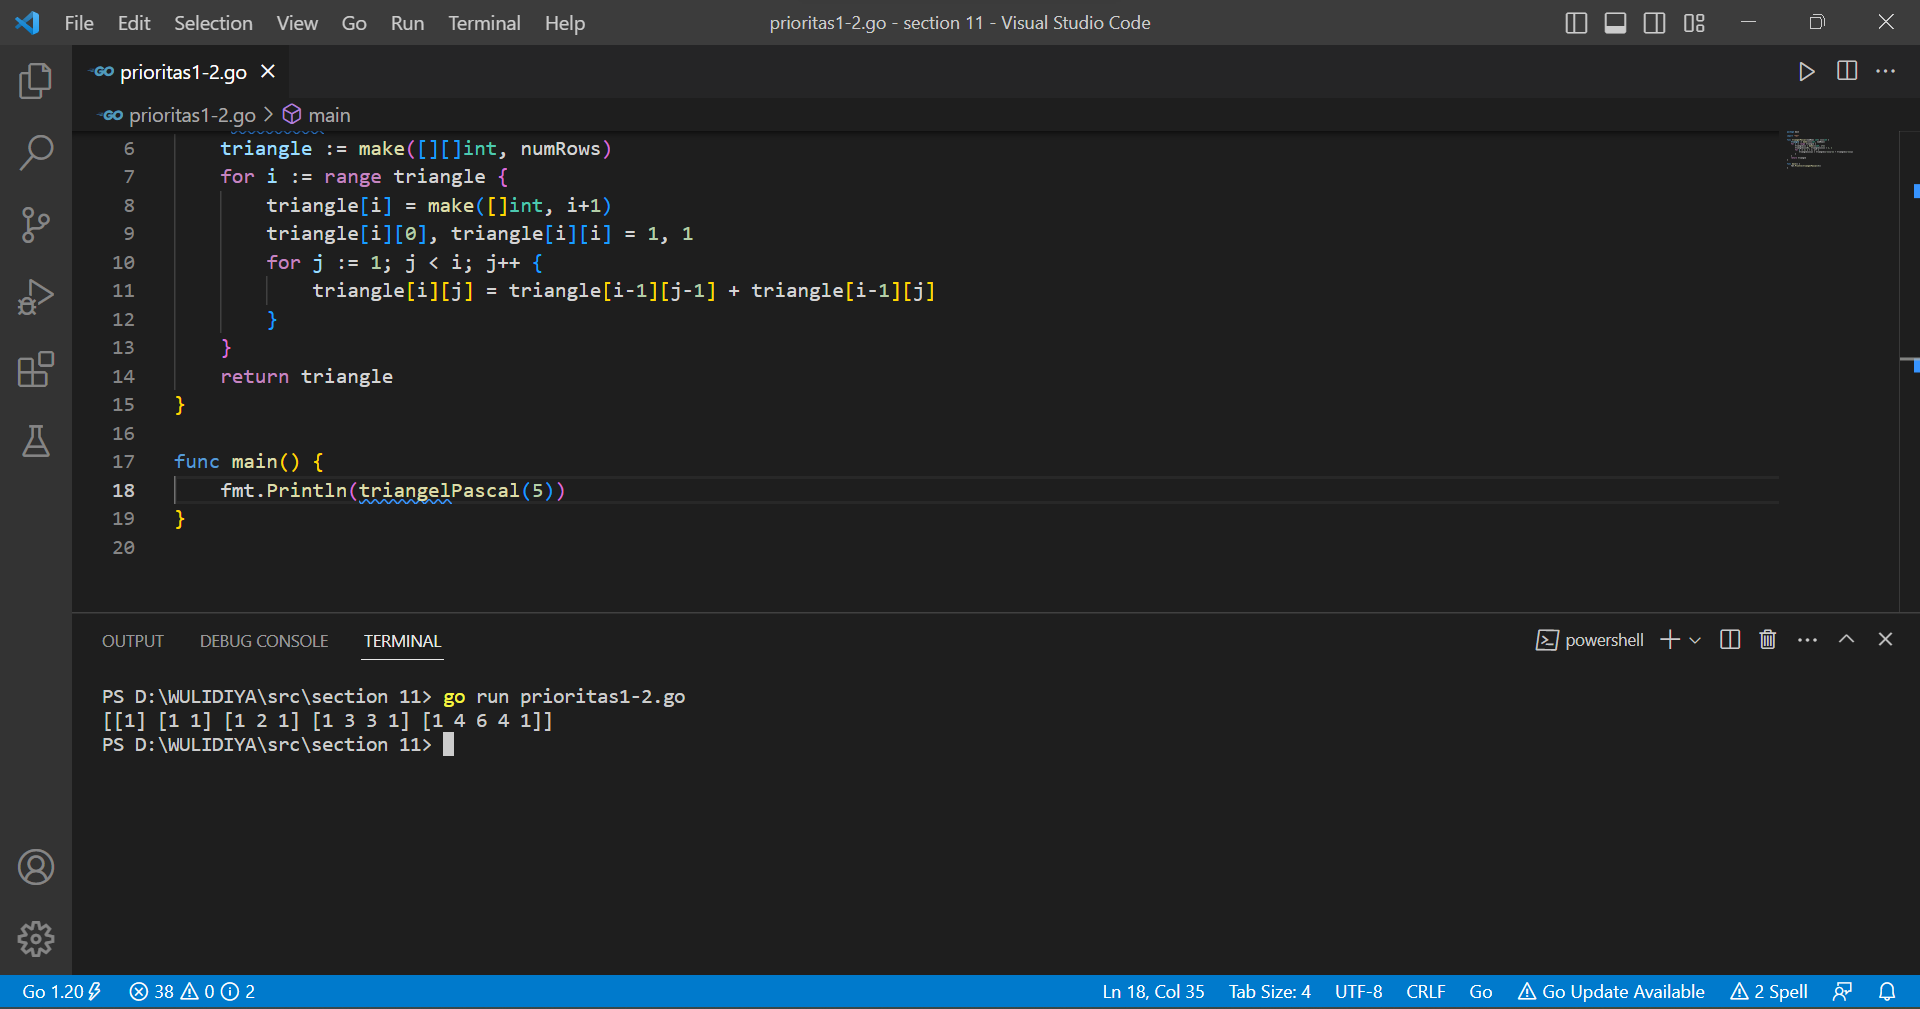 File Edit Selection View Go Run Terminal Help prioritas1-2.go - section 11 - Visual Studio Code
GO prioritas1-2.go
GO prioritas1-2.go > main
6 triangle := make([][]int, numRows)
7 for i := range triangle {
8 triangle[i] = make([]int, i+1)
9 triangle[i][0], triangle[i][i] = 1, 1
10 for j := 1; j < i; j++ {
11 triangle[i][j] = triangle[i-1][j-1] + triangle[i-1][j]
12 }
13 }
14 return triangle
15 }
16
17 func main() {
18 fmt.Println(triangelPascal(5))
19 }
20
OUTPUT DEBUG CONSOLE TERMINAL powershell
PS D:\WULIDIYA\src\section 11> go run prioritas1-2.go
[[1] [1 1] [1 2 1] [1 3 3 1] [1 4 6 4 1]]
PS D:\WULIDIYA\src\section 11>
Go 1.20 38 0 2 Ln 18, Col 35 Tab Size: 4 UTF-8 CRLF Go Go Update Available 2 Spell